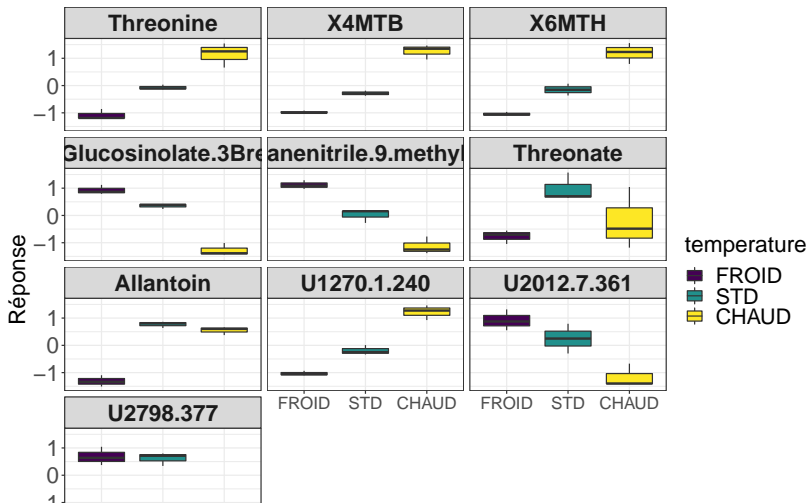 Threonine X4MTB X6MTH
1
0
−1
Glucosinolate.3Bre anenitrile.9.methyl Threonate
1
0
−1
Allantoin U1270.1.240 U2012.7.361
1
0
−1
FROID STD CHAUD FROID STD CHAUD
U2798.377
1
0
1
Réponse
temperature
FROID
STD
CHAUD